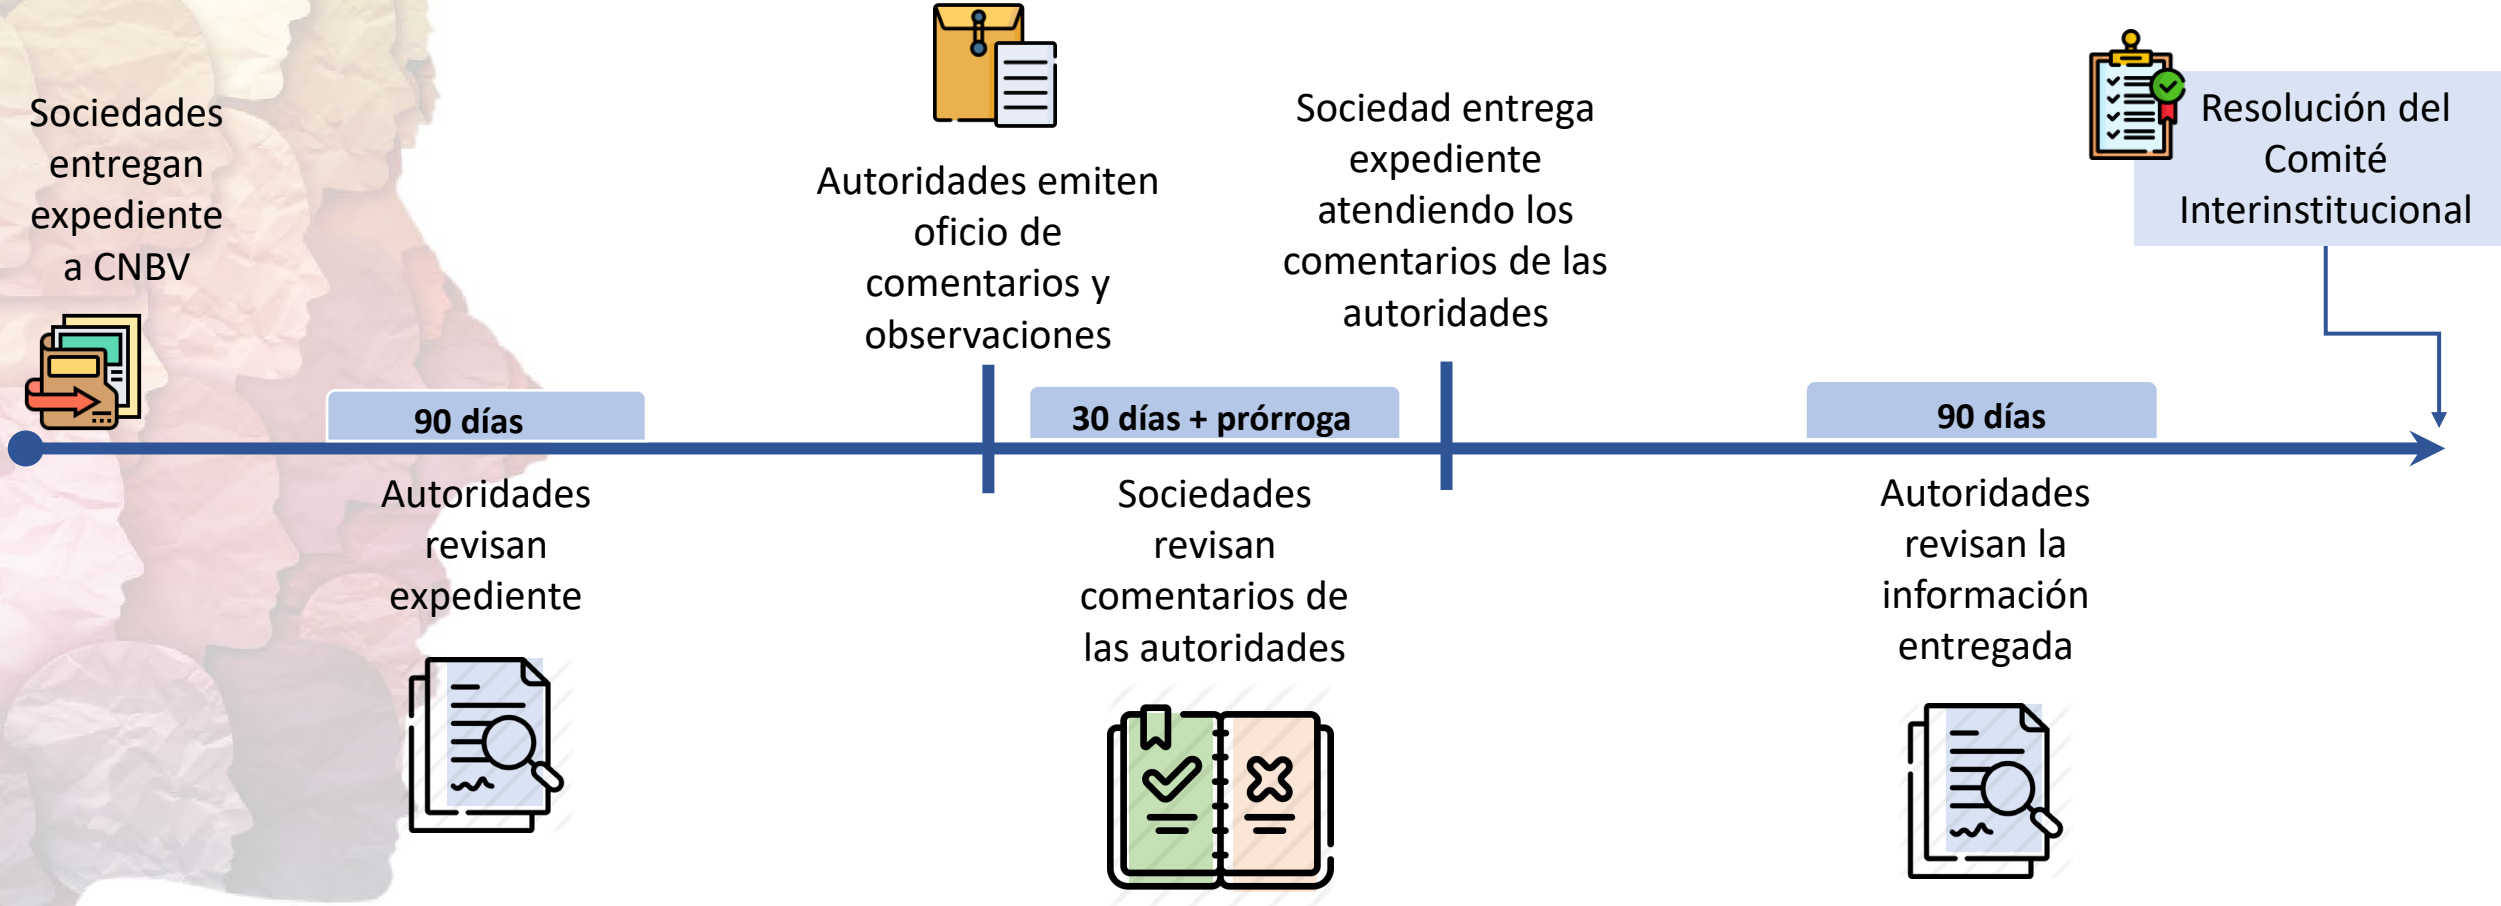 Sociedades
entregan
expediente
a CNBV
90 días
Autoridades
revisan
expediente
Autoridades emiten
oficio de
comentarios y
observaciones
30 días + prórroga
Sociedades
revisan
comentarios de
las autoridades
Sociedad entrega
expediente
atendiendo los
comentarios de las
autoridades
90 días
Autoridades
revisan la
información
entregada
Resolución del
Comité
Interinstitucional